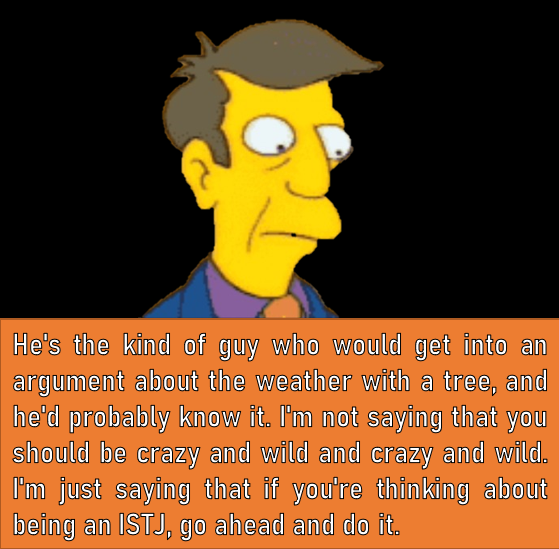 He's the kind of guy who would get into an
argument about the weather with a tree, and
he'd probably know it. I'm not saying that you
should be crazy and wild and crazy and wild.
I'm just saying that if you're thinking about
being an ISTJ, go ahead and do it.